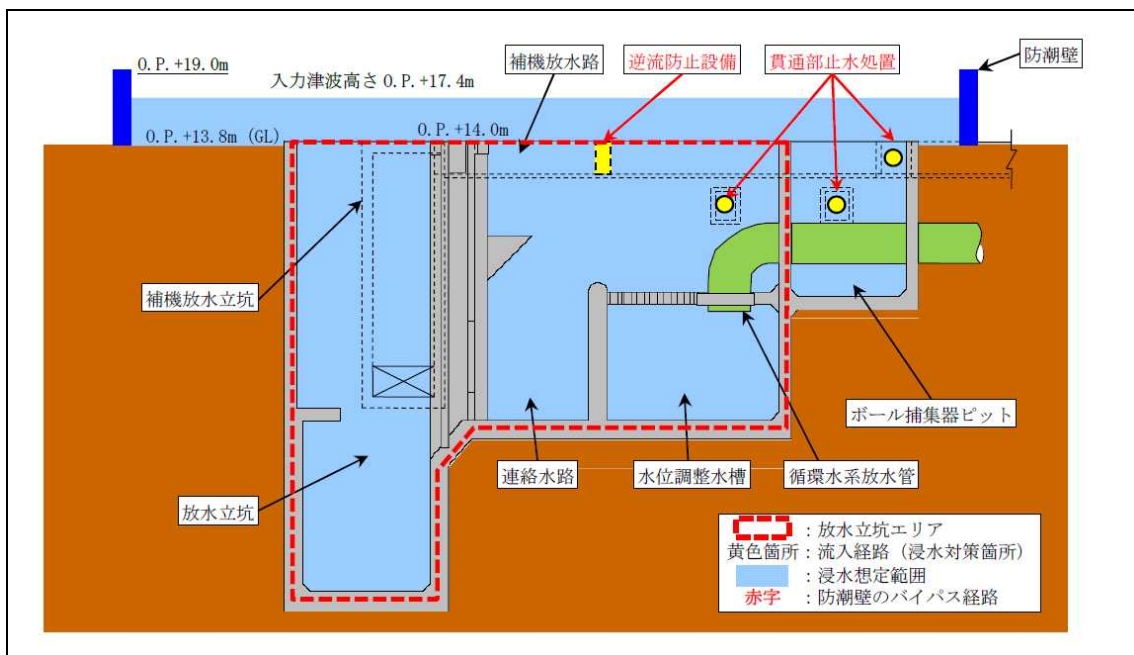 O.P.+19.0m
入力津波高さ O.P.+17.4m
補機放水路
逆流防止設備
貫通部止水処置
防潮壁
O.P.+13.8m (GL)
O.P.+14.0m
補機放水立坑
放水立坑
連絡水路
水位調整水槽
循環水系放水管
ボール捕集器ピット
：放水立坑エリア
黄色箇所：流入経路（浸水対策箇所）
：浸水想定範囲
赤字：防潮壁のバイパス経路